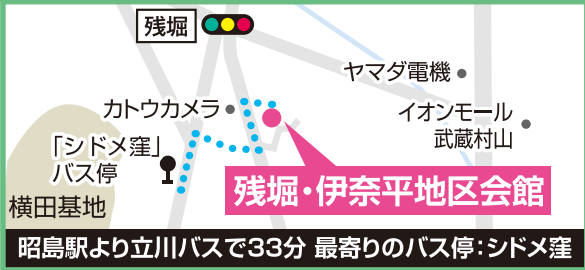 残堀
ヤマダ電機
カトウカメラ
イオンモール
武蔵村山
「シドメ窪」
バス停
残堀・伊奈平地区会館
横田基地
昭島駅より立川バスで33分 最寄りのバス停：シドメ窪